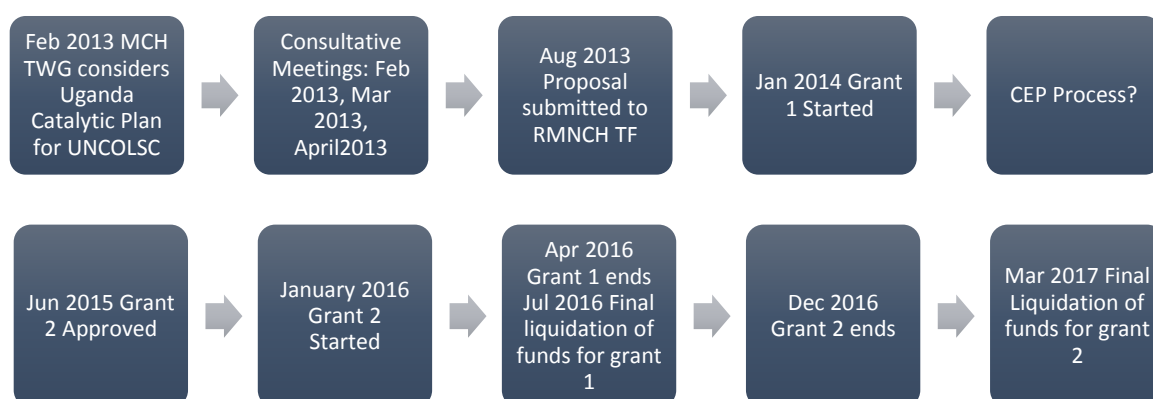 Feb 2013 MCH
TWG considers
Uganda
Catalytic Plan
for UNCOLSC
Consultative
Meetings: Feb
2013, Mar
2013,
April2013
Aug 2013
Proposal
submitted to
RMNCH TF
Jan 2014 Grant
1 Started
CEP Process?
Jun 2015 Grant
2 Approved
January 2016
Grant 2
Started
Apr 2016
Grant 1 ends
Jul 2016 Final
liquidation of
funds for grant
1
Dec 2016
Grant 2 ends
Mar 2017 Final
Liquidation of
funds for grant
2